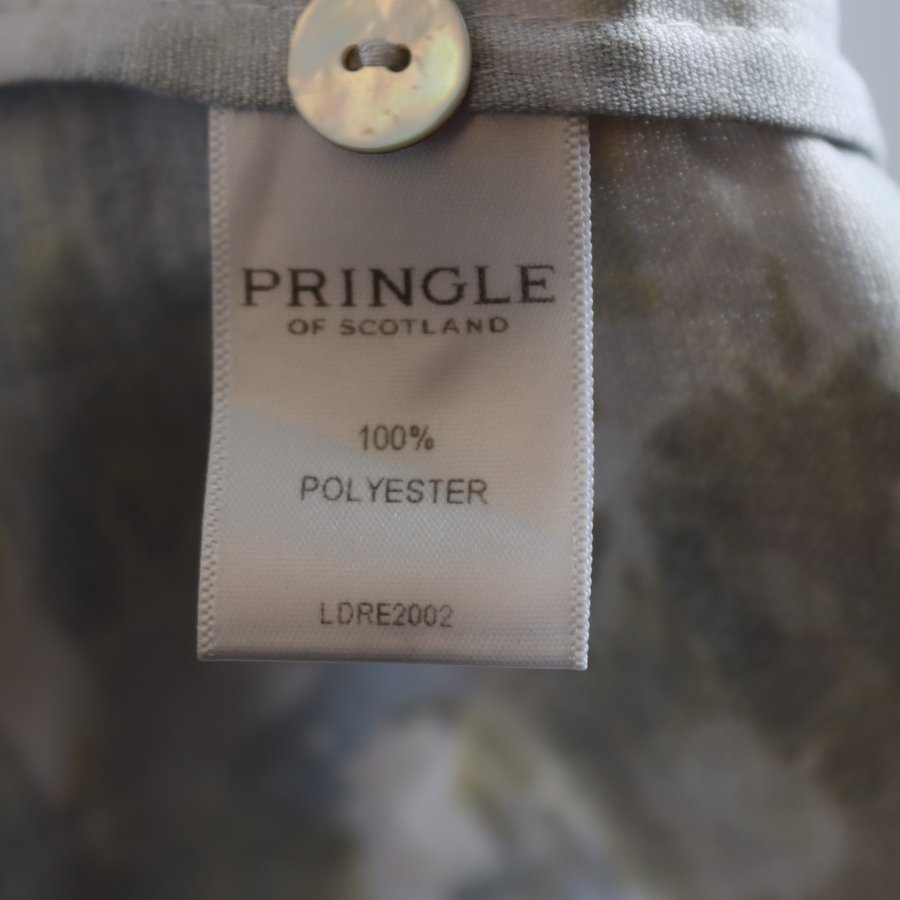 PRINGLE
OF SCOTLAND
100%
POLYESTER
LDRE2002